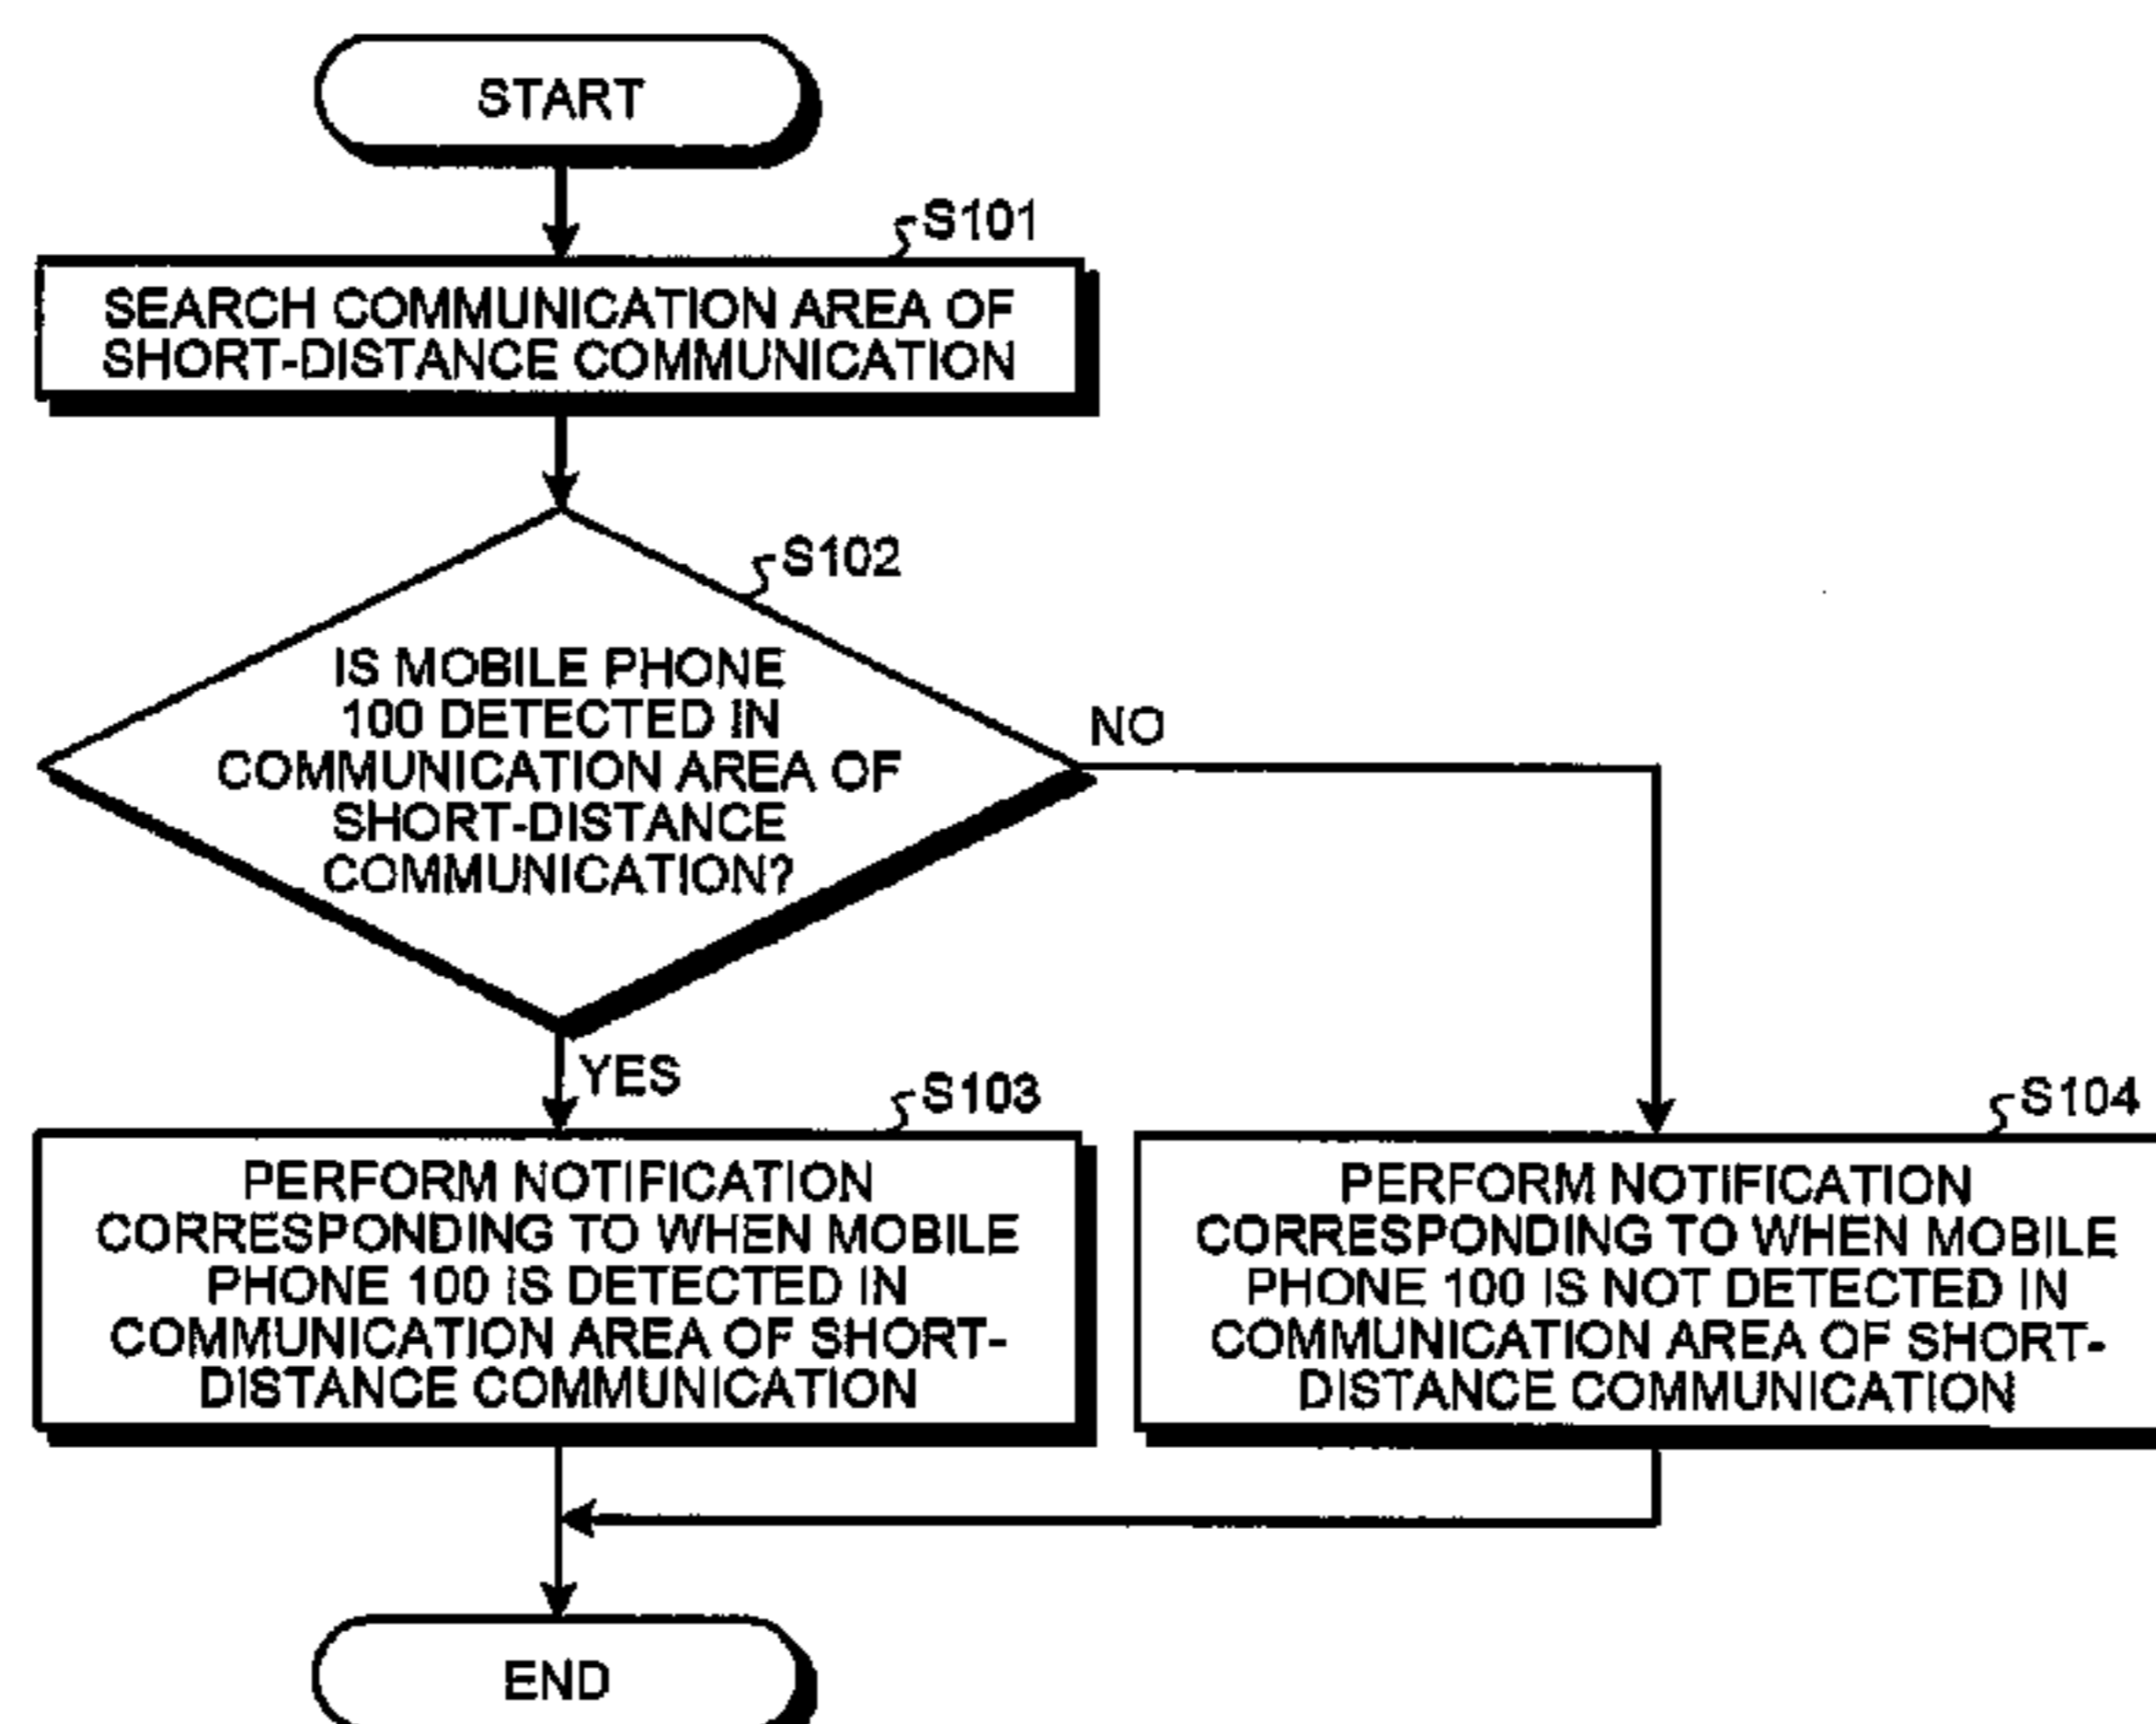 START
S101
SEARCH COMMUNICATION AREA OF
SHORT-DISTANCE COMMUNICATION
S102
IS MOBILE PHONE
100 DETECTED IN
COMMUNICATION AREA OF
SHORT-DISTANCE
COMMUNICATION?
NO
YES
S103
PERFORM NOTIFICATION
CORRESPONDING TO WHEN MOBILE
PHONE 100 IS DETECTED IN
COMMUNICATION AREA OF SHORT-
DISTANCE COMMUNICATION
S104
PERFORM NOTIFICATION
CORRESPONDING TO WHEN MOBILE
PHONE 100 IS NOT DETECTED IN
COMMUNICATION AREA OF SHORT-
DISTANCE COMMUNICATION
END